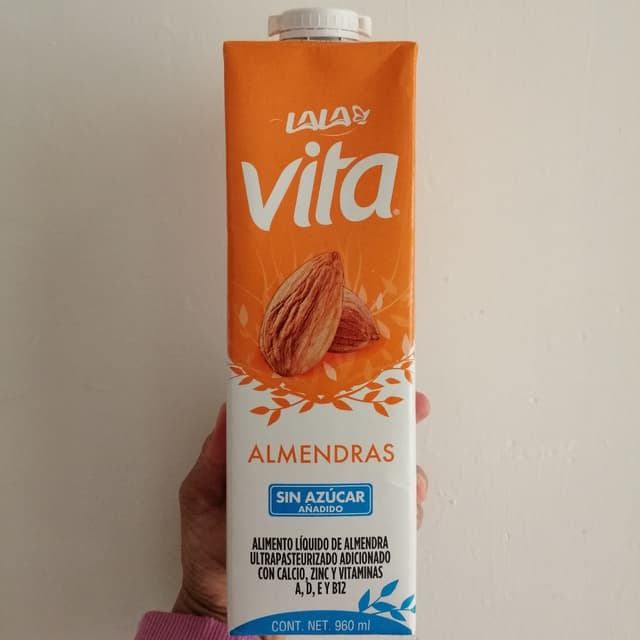 LALA
vita®
ALMENDRAS
SIN AZÚCAR
AÑADIDO
ALIMENTO LÍQUIDO DE ALMENDRA
ULTRAPASTEURIZADO ADICIONADO
CON CALCIO, ZINC Y VITAMINAS
A, D, E Y B12
CONT. NET. 960 ml